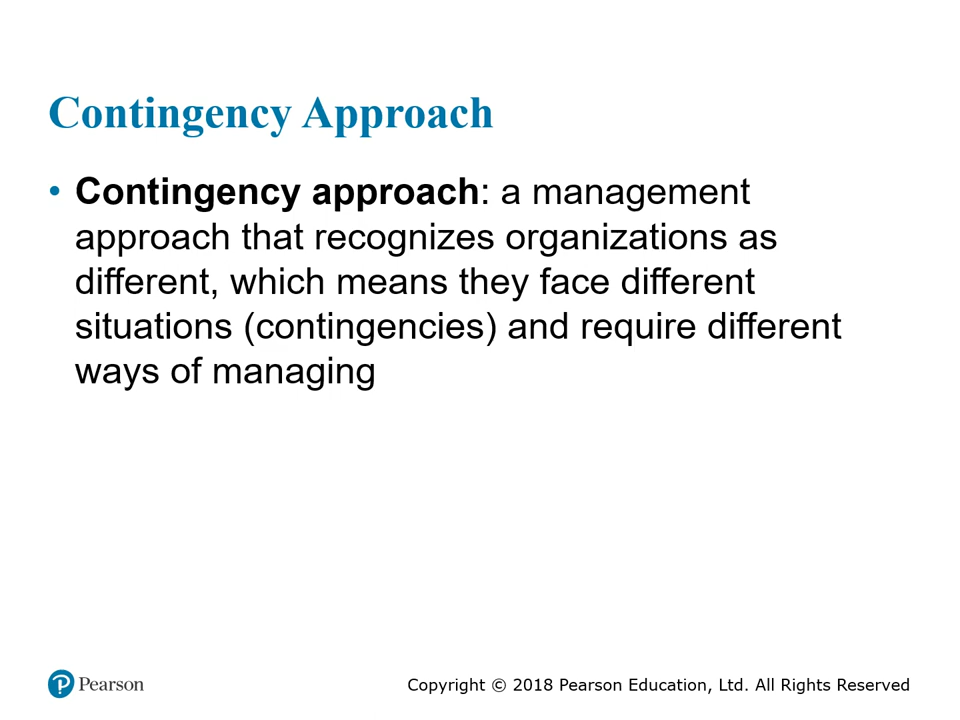 Contingency Approach
• Contingency approach: a management
approach that recognizes organizations as
different, which means they face different
situations (contingencies) and require different
ways of managing
Pearson
Copyright © 2018 Pearson Education, Ltd. All Rights Reserved